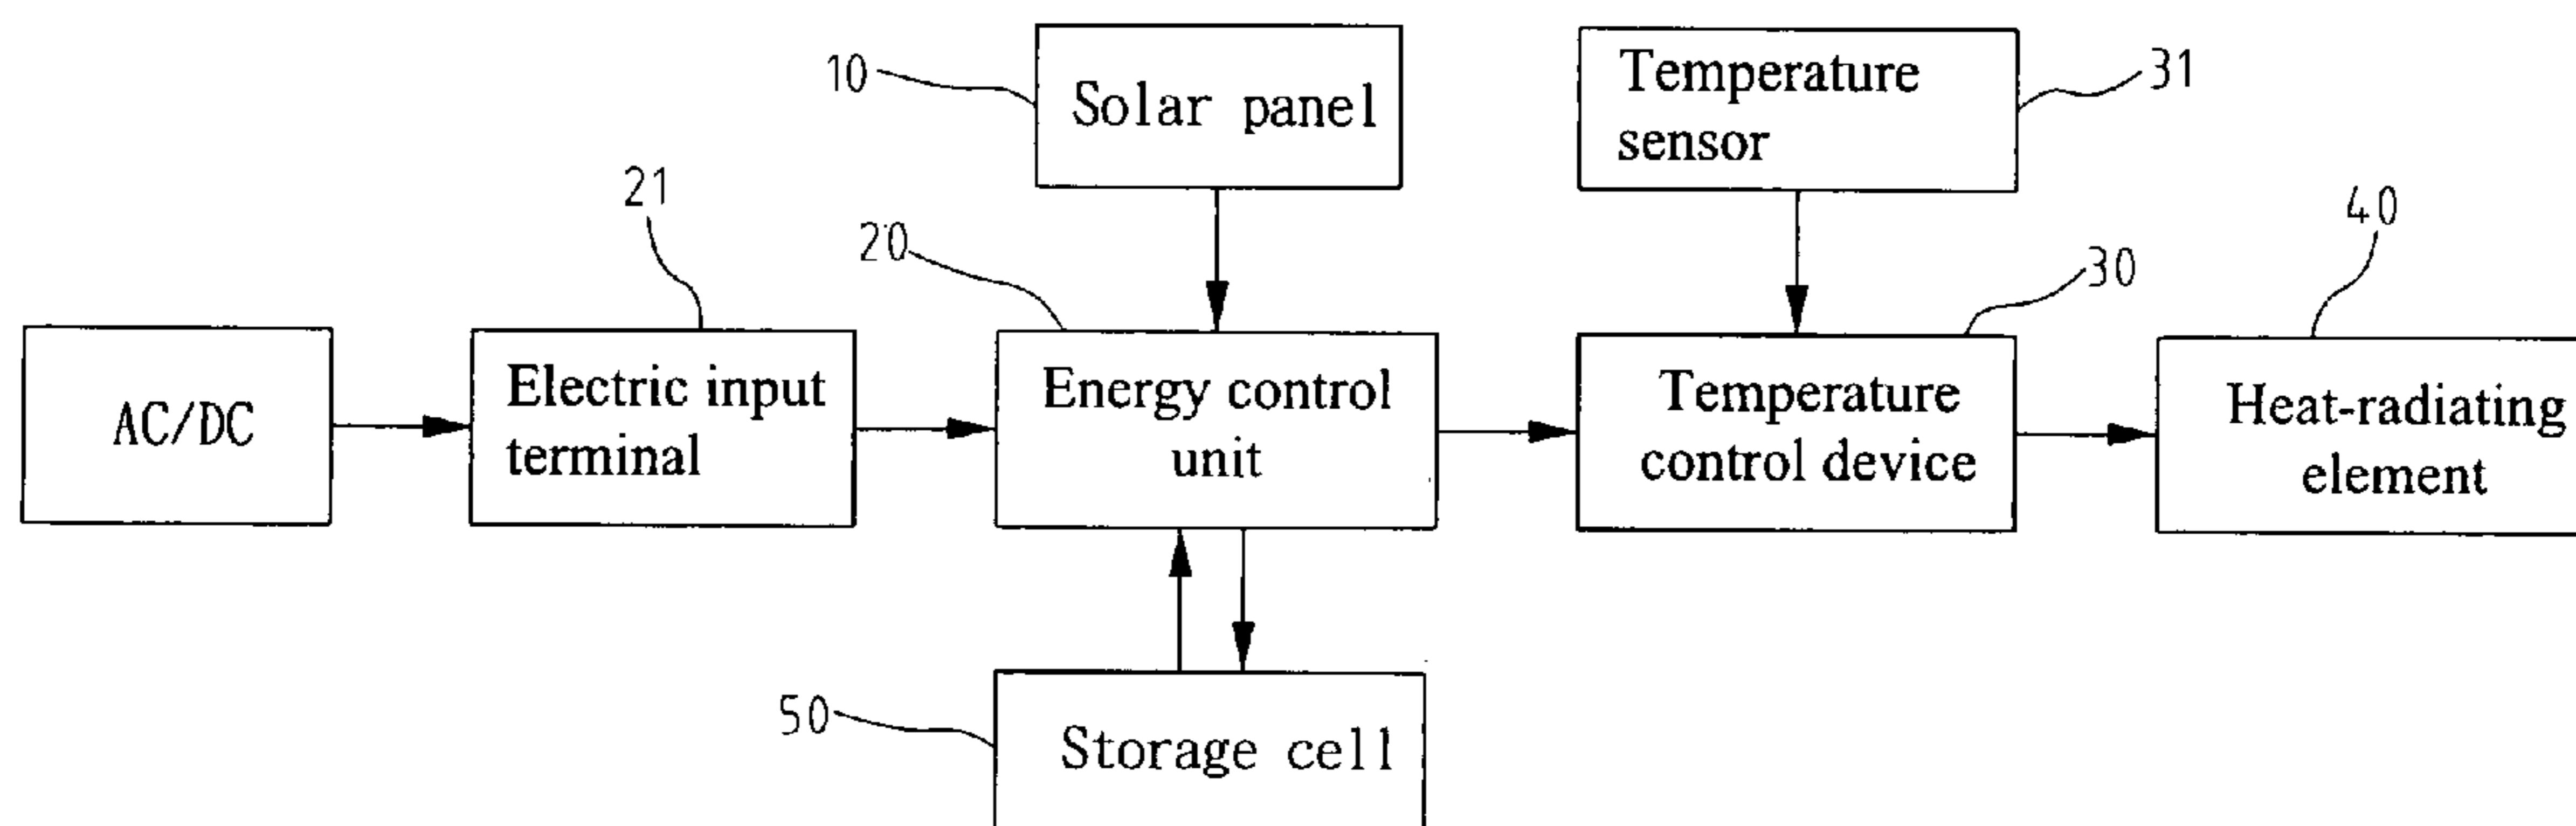 10
Solar panel
Temperature
sensor
31
21
20
30
40
AC/DC
Electric input
terminal
Energy control
unit
Temperature
control device
Heat-radiating
element
50
Storage cell